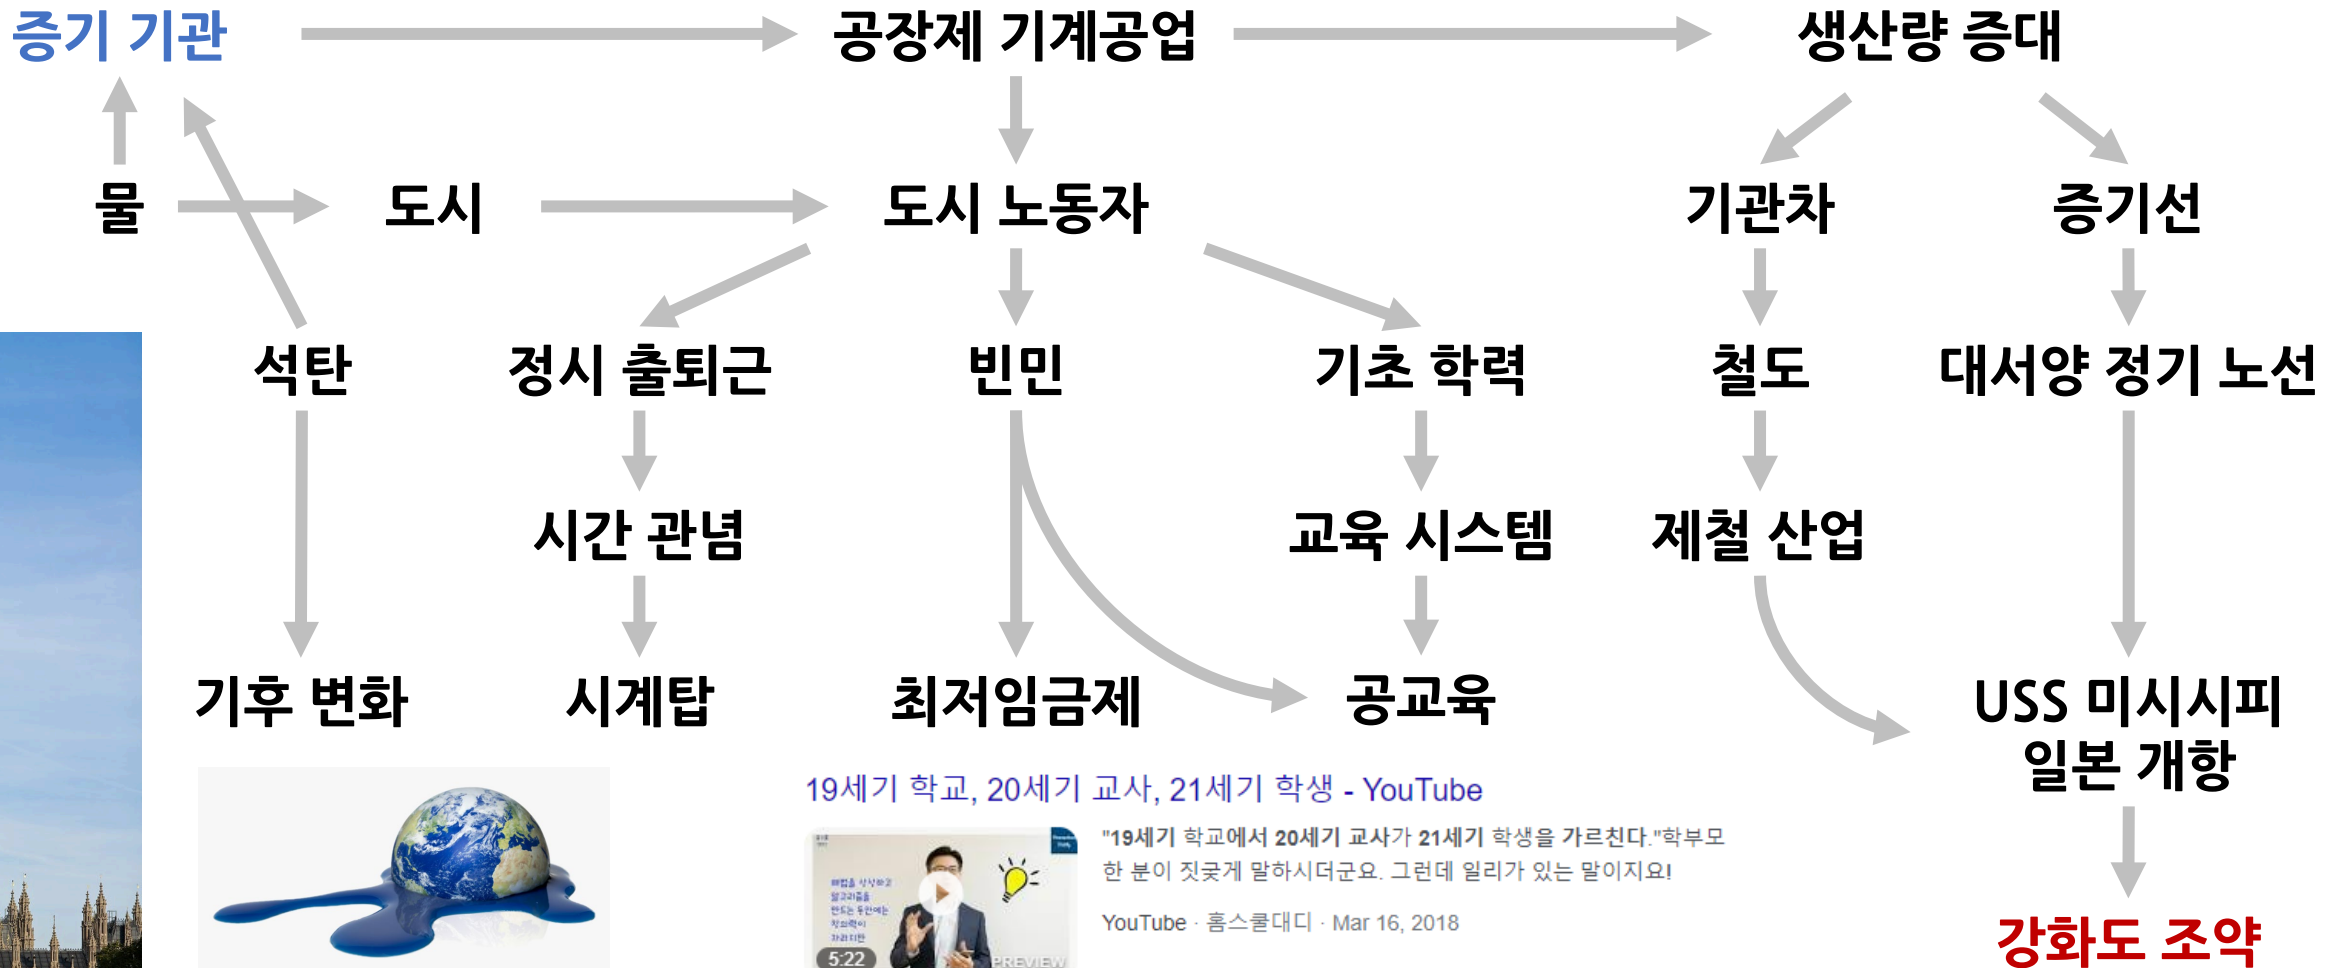 증기 기관
공장제 기계공업
생산량 증대
물
도시
도시 노동자
기관차
증기선
석탄
정시 출퇴근
빈민
기초 학력
철도
대서양 정기 노선
시간 관념
교육 시스템
제철 산업
기후 변화
시계탑
최저임금제
공교육
USS 미시시피
일본 개항
19세기 학교, 20세기 교사, 21세기 학생 - YouTube
"19세기 학교에서 20세기 교사가 21세기 학생을 가르친다."학부모
한 분이 짓궂게 말하시더군요. 그런데 일리가 있는 말이지요!
YouTube · 홈스쿨대디 · Mar 16, 2018
5:22
PREVIEW
강화도 조약